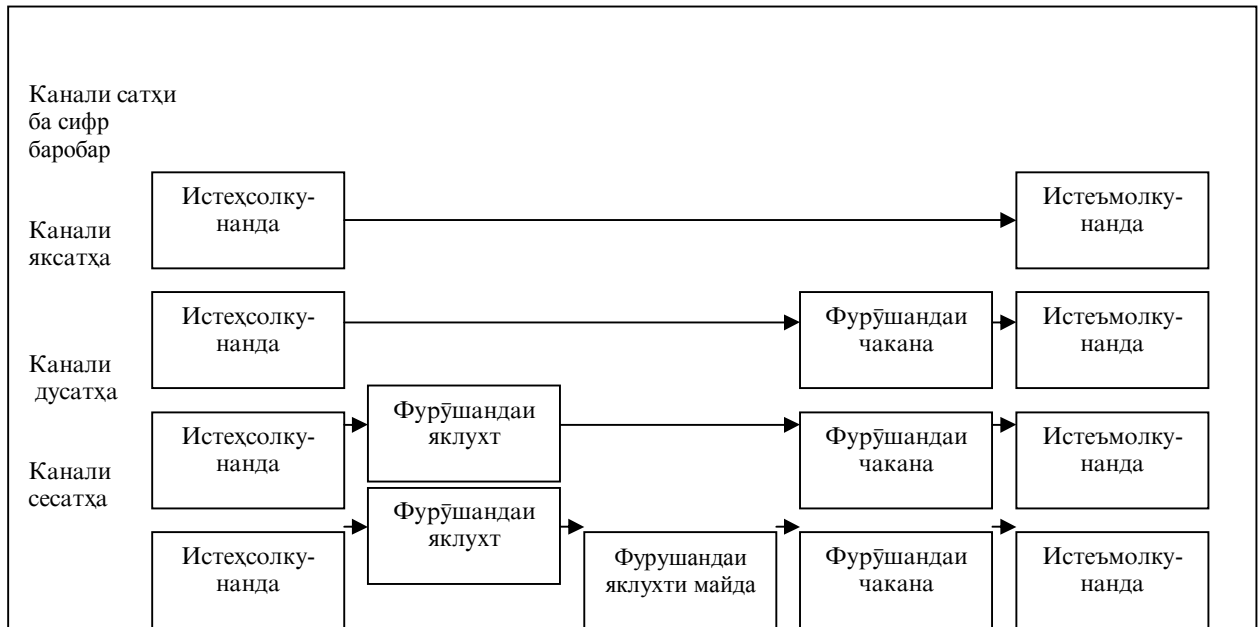 Канали сатҳи
ба сифр
баробар
Истеҳсолку-
нанда
Истеъмолку-
нанда
Канали
яксатҳа
Истеҳсолку-
нанда
Фурӯшандаи
чакана
Истеъмолку-
нанда
Канали
дусатҳа
Истеҳсолку-
нанда
Фурӯшандаи
яклухт
Фурӯшандаи
чакана
Истеъмолку-
нанда
Канали
сесатҳа
Истеҳсолку-
нанда
Фурӯшандаи
яклухт
Фурушандаи
яклухти майда
Фурӯшандаи
чакана
Истеъмолку-
нанда